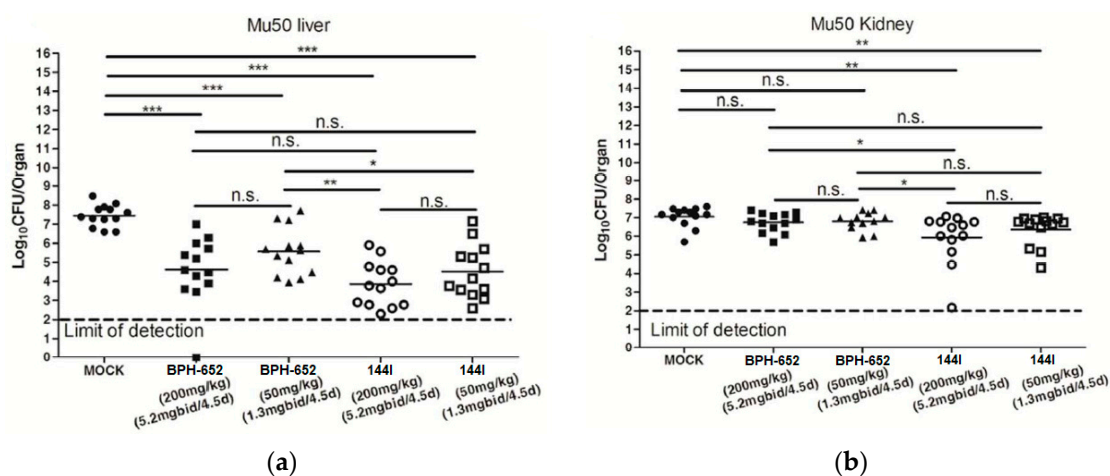 Mu50 liver
Log10CFU/Organ
16
15
14
13
12
11
10
9
8
7
6
5
4
3
2
0
***
***
***
***
n.s.
n.s.
*
n.s.
**
n.s.
Limit of detection
MOCK
BPH-652
(200mg/kg)
(5.2mgbid/4.5d)
BPH-652
(50mg/kg)
(1.3mgbid/4.5d)
144I
(200mg/kg)
(5.2mgbid/4.5d)
144I
(50mg/kg)
(1.3mgbid/4.5d)
(a)
Mu50 Kidney
Log10CFU/Organ
16
15
14
13
12
11
10
9
8
7
6
5
4
3
2
1
0
**
**
n.s.
n.s.
n.s.
*
n.s.
n.s.
*
n.s.
Limit of detection
MOCK
BPH-652
(200mg/kg)
(5.2mgbid/4.5d)
BPH-652
(50mg/kg)
(1.3mgbid/4.5d)
144I
(200mg/kg)
(5.2mgbid/4.5d)
144I
(50mg/kg)
(1.3mgbid/4.5d)
(b)